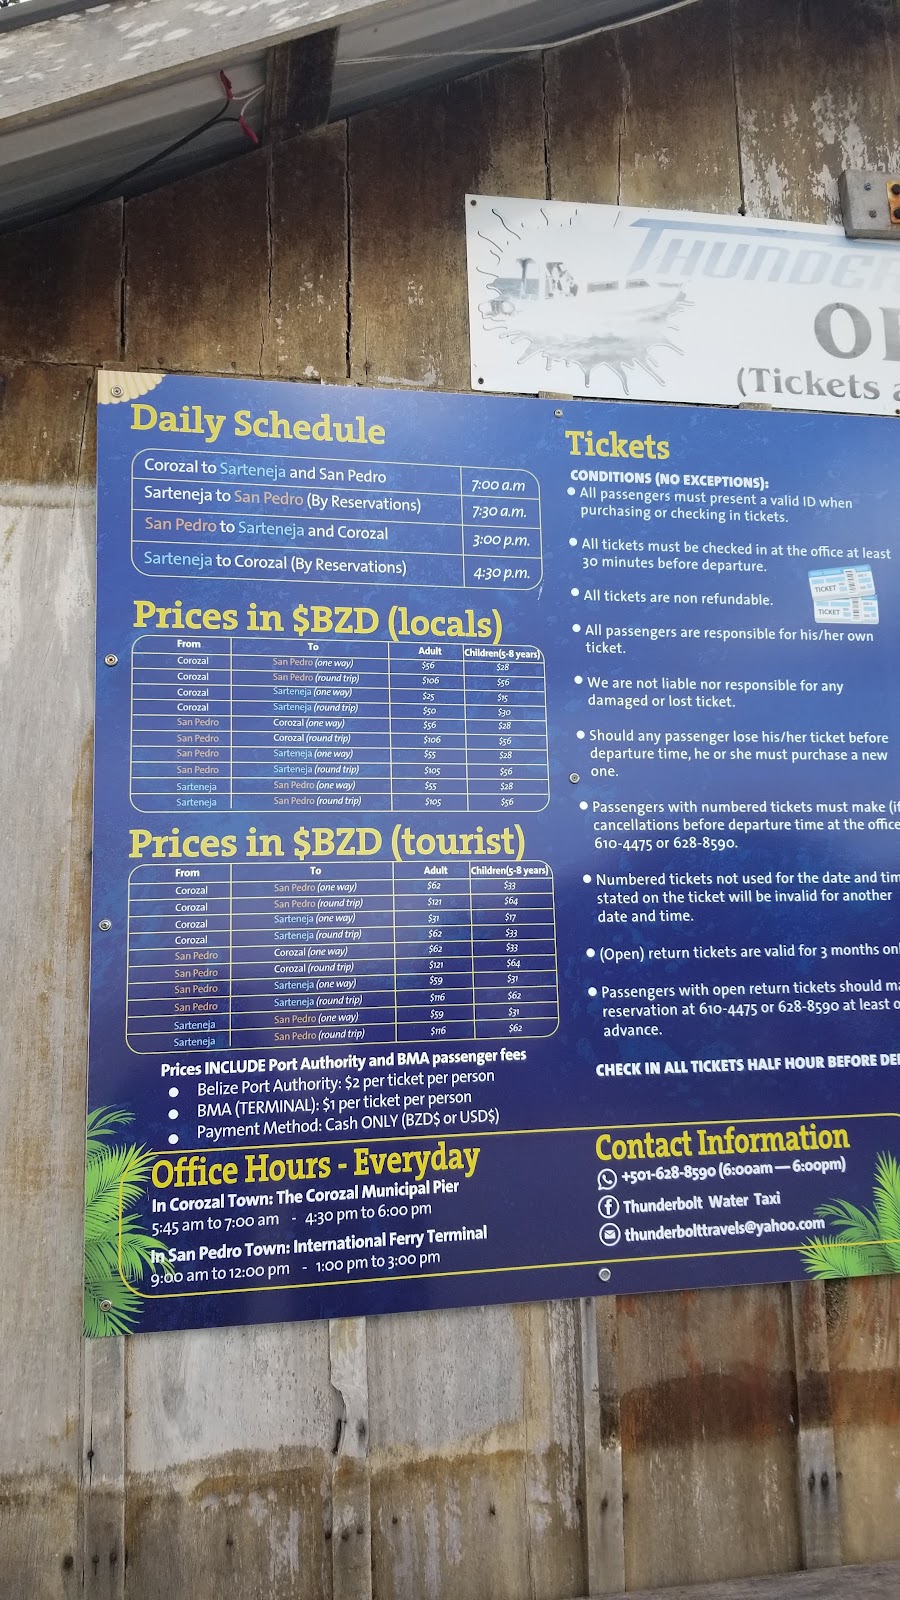 THUNDER
(Tickets
Daily Schedule
Corozal to Sarteneja and San Pedro 7:00 a.m
Sarteneja to San Pedro (By Reservations) 7:30 a.m.
San Pedro to Sarteneja and Corozal 3:00 p.m.
Sarteneja to Corozal (By Reservations) 4:30 p.m.
Prices in $BZD (locals)
From To Adult Children(5-8 years)
Corozal San Pedro (one way) $56 $28
Corozal San Pedro (round trip) $106 $56
Corozal Sarteneja (one way) $25 $15
Corozal Sarteneja (round trip) $50 $30
San Pedro Corozal (one way) $56 $28
San Pedro Corozal (round trip) $106 $56
San Pedro Sarteneja (one way) $55 $28
San Pedro Sarteneja (round trip) $105 $56
Sarteneja San Pedro (one way) $55 $28
Sarteneja San Pedro (round trip) $105 $56
Prices in $BZD (tourist)
From To Adult Children(5-8 years)
Corozal San Pedro (one way) $62 $33
Corozal San Pedro (round trip) $121 $64
Corozal Sarteneja (one way) $31 $17
Corozal Sarteneja (round trip) $62 $33
San Pedro Corozal (one way) $62 $33
San Pedro Corozal (round trip) $121 $64
San Pedro Sarteneja (one way) $59 $31
San Pedro Sarteneja (round trip) $116 $62
Sarteneja San Pedro (one way) $59 $31
Sarteneja San Pedro (round trip) $116 $62
Prices INCLUDE Port Authority and BMA passenger fees
● Belize Port Authority: $2 per ticket per person
● BMA (TERMINAL): $1 per ticket per person
● Payment Method: Cash ONLY (BZD$ or USD$)
Tickets
CONDITIONS (NO EXCEPTIONS):
● All passengers must present a valid ID when
purchasing or checking in tickets.
● All tickets must be checked in at the office at least
30 minutes before departure.
TICKET
TICKET
● All tickets are non refundable.
● All passengers are responsible for his/her own
ticket.
● We are not liable nor responsible for any
damaged or lost ticket.
● Should any passenger lose his/her ticket before
departure time, he or she must purchase a new
one.
● Passengers with numbered tickets must make (if
cancellations before departure time at the office
610-4475 or 628-8590.
● Numbered tickets not used for the date and tim
stated on the ticket will be invalid for another
date and time.
● (Open) return tickets are valid for 3 months onl
● Passengers with open return tickets should ma
reservation at 610-4475 or 628-8590 at least o
advance.
CHECK IN ALL TICKETS HALF HOUR BEFORE DE
Office Hours - Everyday
In Corozal Town: The Corozal Municipal Pier
5:45 am to 7:00 am - 4:30 pm to 6:00 pm
In San Pedro Town: International Ferry Terminal
9:00 am to 12:00 pm - 1:00 pm to 3:00 pm
Contact Information
+501-628-8590 (6:00am — 6:00pm)
Thunderbolt Water Taxi
thunderbolttravels@yahoo.com